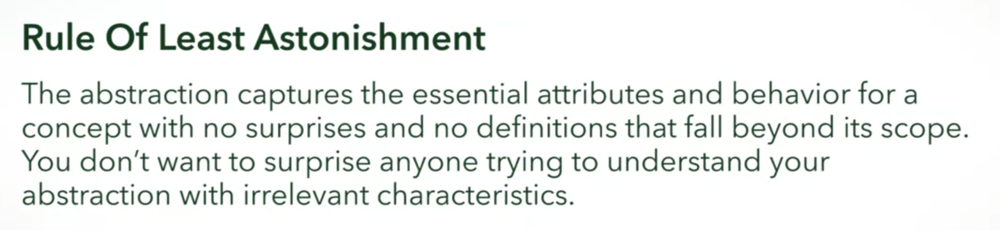 Rule Of Least Astonishment
The abstraction captures the essential attributes and behavior for a
concept with no surprises and no definitions that fall beyond its scope.
You don’t want to surprise anyone trying to understand your
abstraction with irrelevant characteristics.